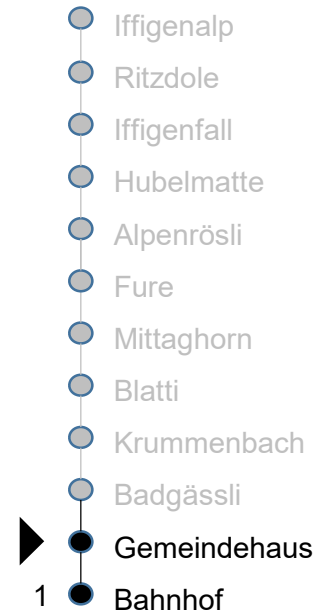 Iffigenalp
Ritzdole
Iffigenfall
Hubelmatte
Alpenrösli
Fure
Mittaghorn
Blatti
Krummenbach
Badgässli
Gemeindehaus
1 Bahnhof